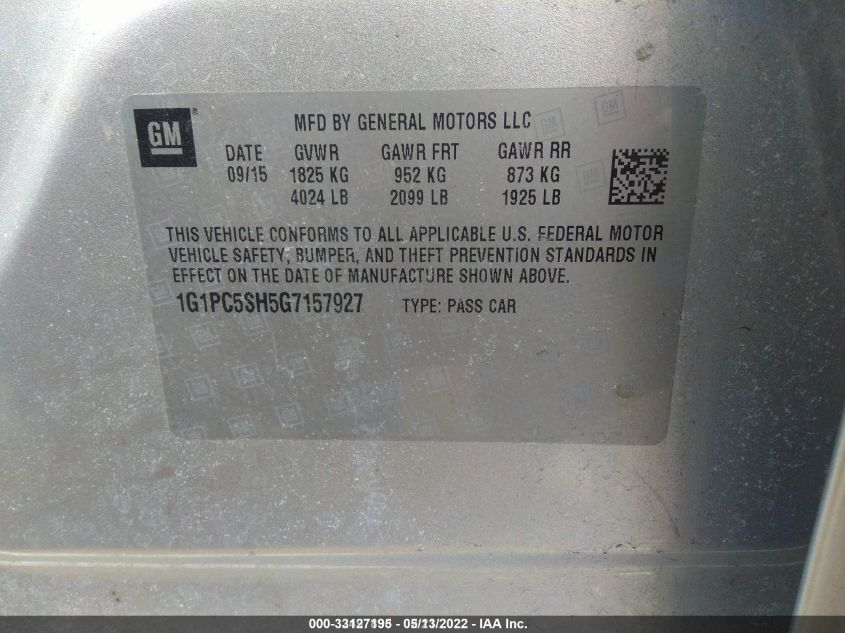 GM ®
MFD BY GENERAL MOTORS LLC
DATE GVWR GAWR FRT GAWR RR
09/15 1825 KG 952 KG 873 KG
4024 LB 2099 LB 1925 LB
THIS VEHICLE CONFORMS TO ALL APPLICABLE U.S. FEDERAL MOTOR
VEHICLE SAFETY, BUMPER, AND THEFT PREVENTION STANDARDS IN
EFFECT ON THE DATE OF MANUFACTURE SHOWN ABOVE.
1G1PC5SH5G7157927 TYPE: PASS CAR
000-33127195 - 05/13/2022 - IAA Inc.